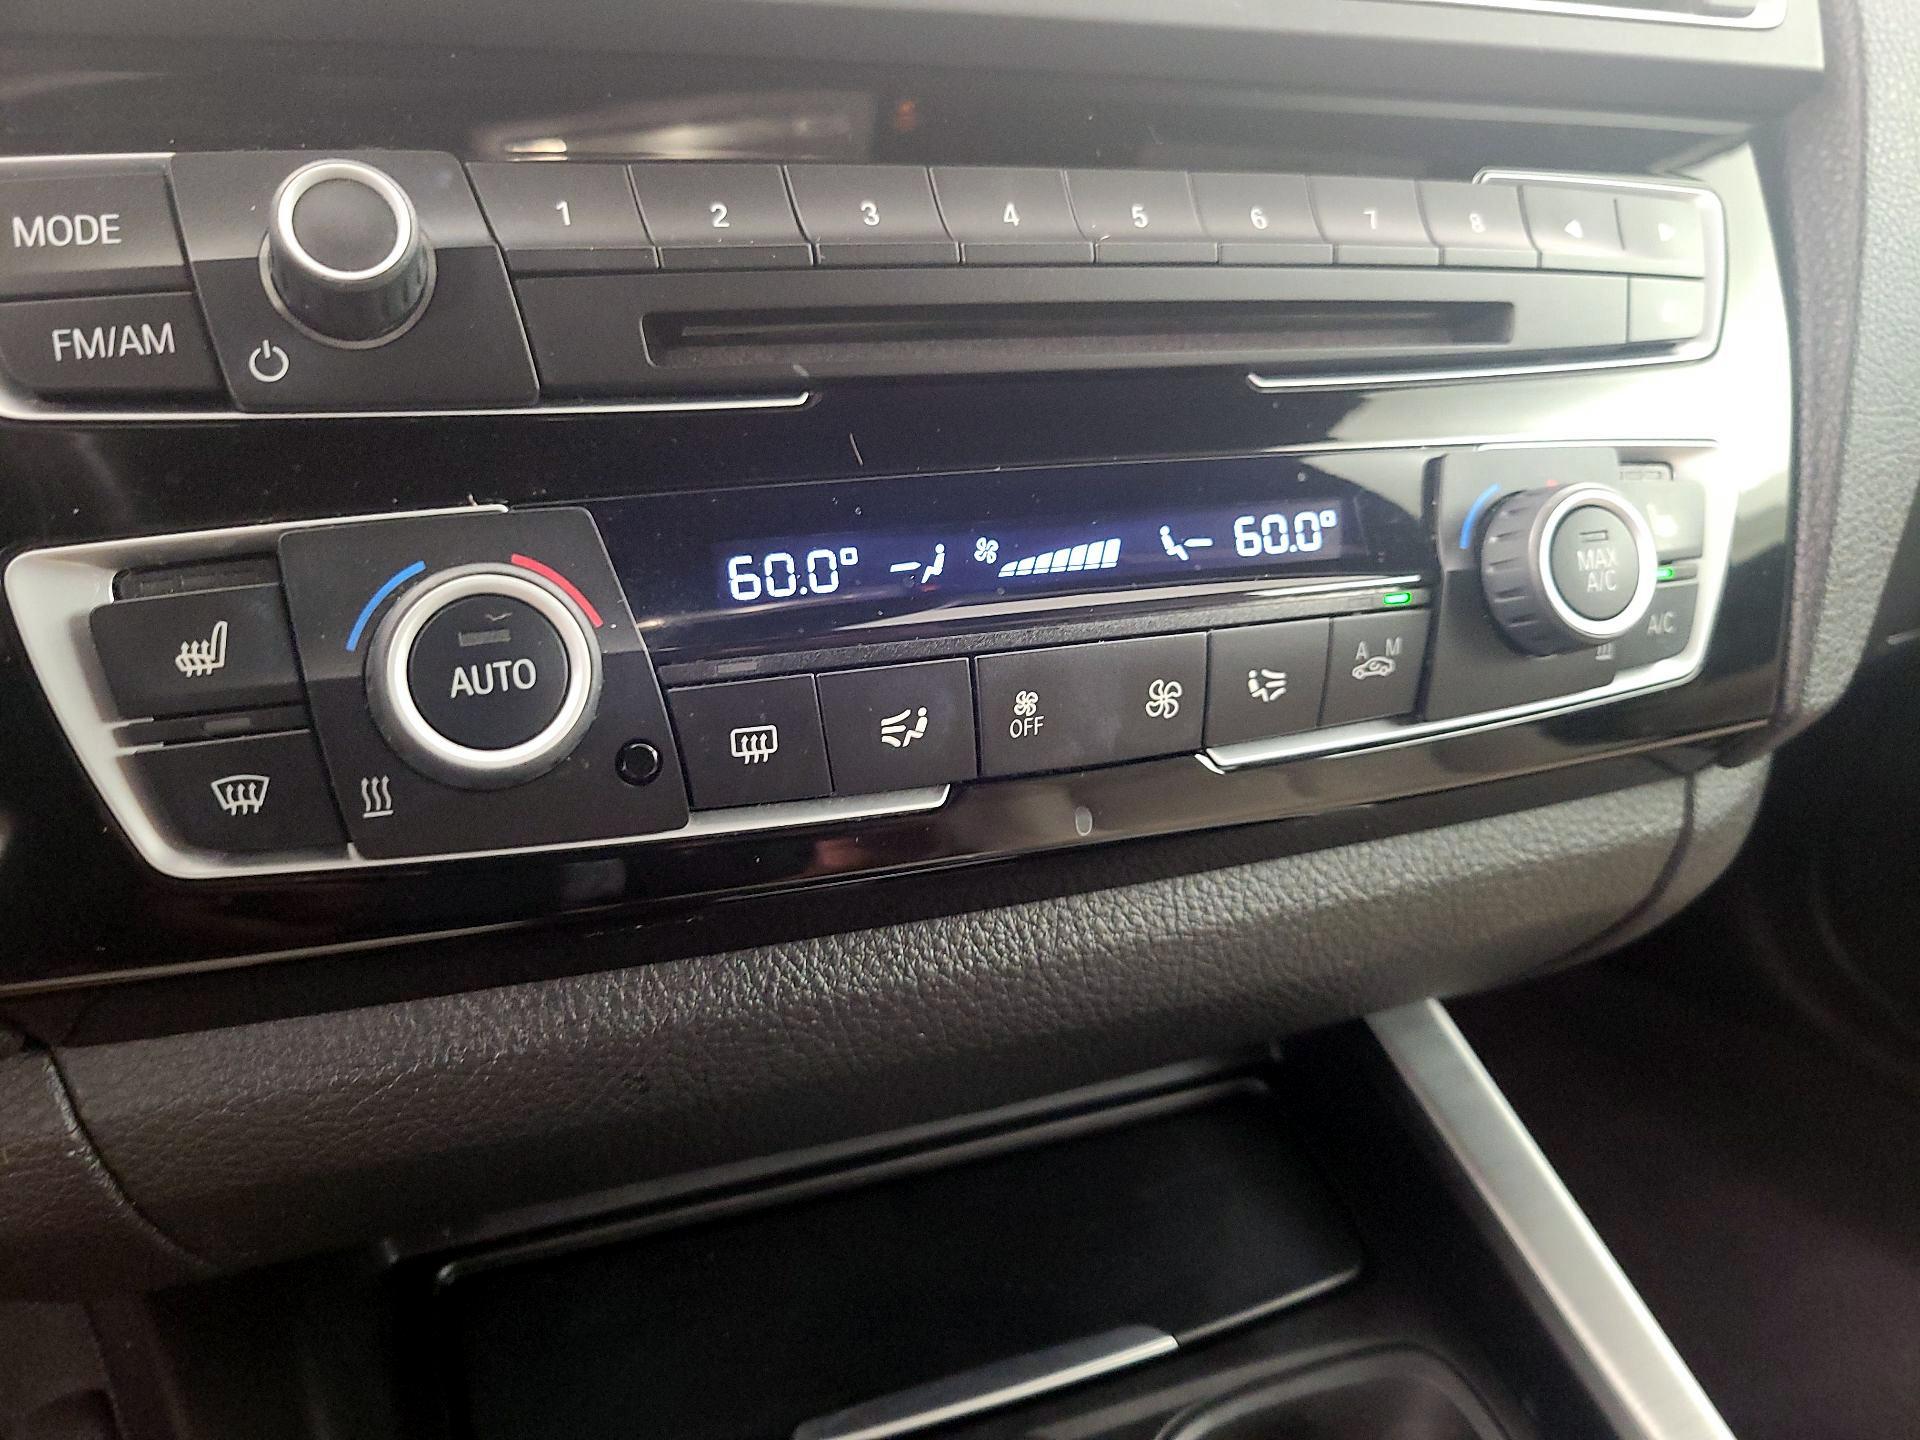 MODE
1 2 3 4 5 6 7 8
FM/AM
60.0° 60.0°
MAX
A/C
A/C
AUTO
A M
OFF